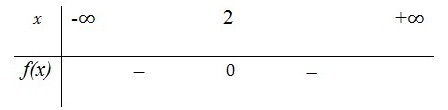 x -∞ 2 +∞
f(x) – 0 –